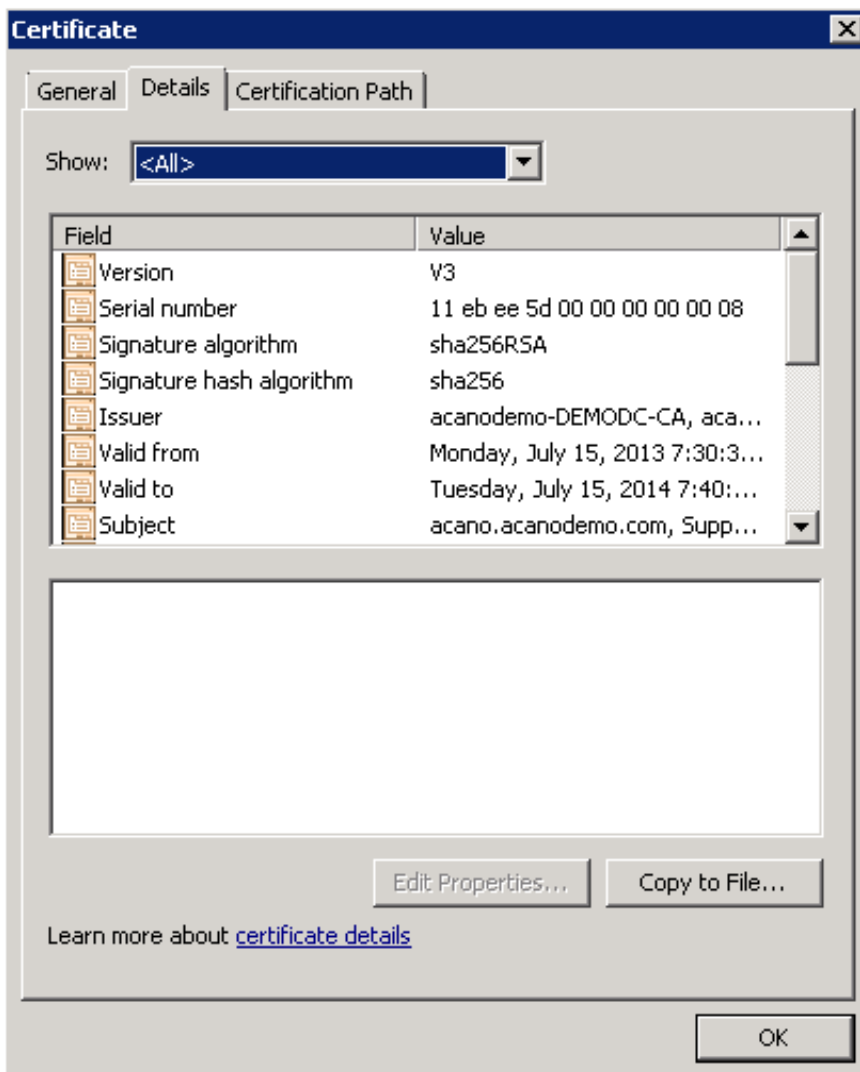 Certificate
General Details Certification Path
Show: <All>
Field Value
Version V3
Serial number 11 eb ee 5d 00 00 00 00 00 08
Signature algorithm sha256RSA
Signature hash algorithm sha256
Issuer acanodemo-DEMODC-CA, aca...
Valid from Monday, July 15, 2013 7:30:3...
Valid to Tuesday, July 15, 2014 7:40:...
Subject acano.acanodemo.com, Supp...
Edit Properties... Copy to File...
Learn more about certificate details
OK